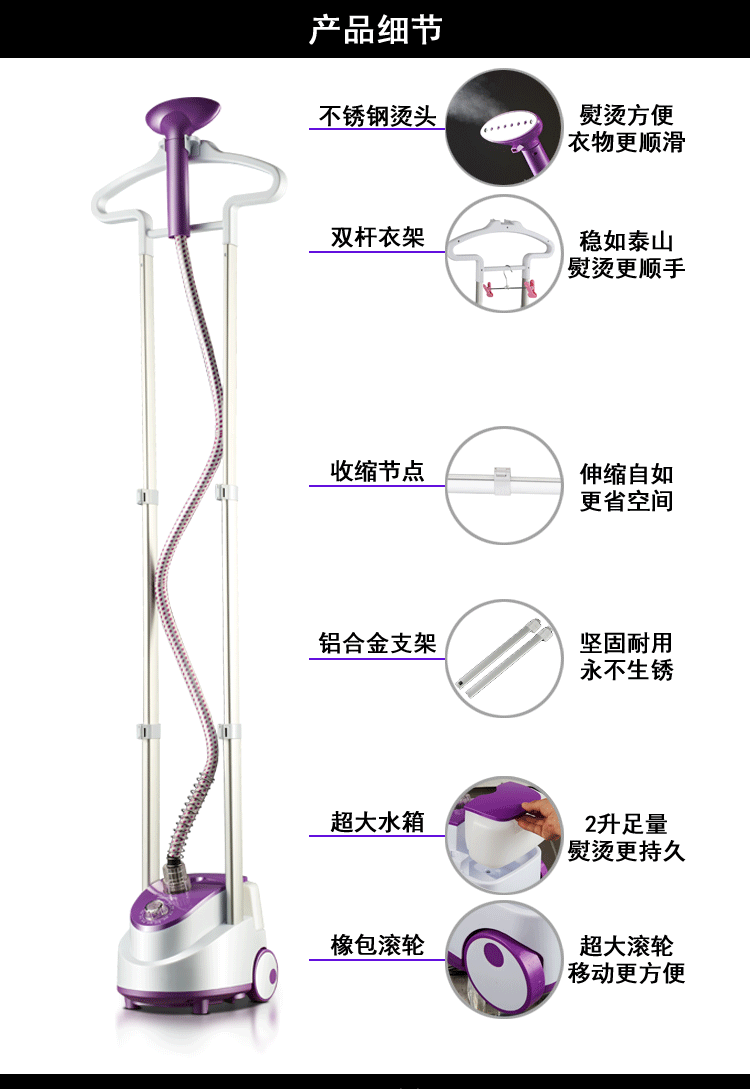 产品细节
不锈钢烫头
熨烫方便
衣物更顺滑
双杆衣架
稳如泰山
熨烫更顺手
收缩节点
伸缩自如
更省空间
铝合金支架
坚固耐用
永不生锈
超大水箱
2升足量
熨烫更持久
橡包滚轮
超大滚轮
移动更方便